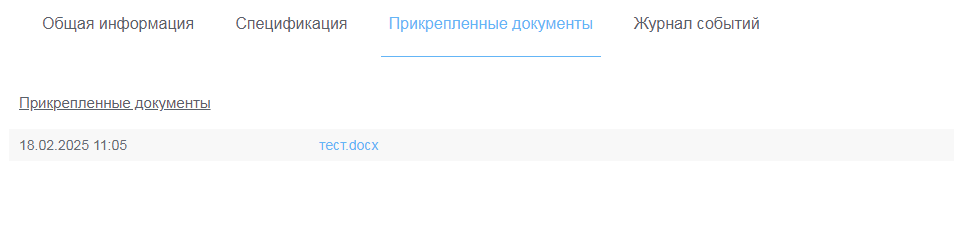 Общая информация Спецификация Прикрепленные документы Журнал событий
Прикрепленные документы
18.02.2025 11:05 тест.docx